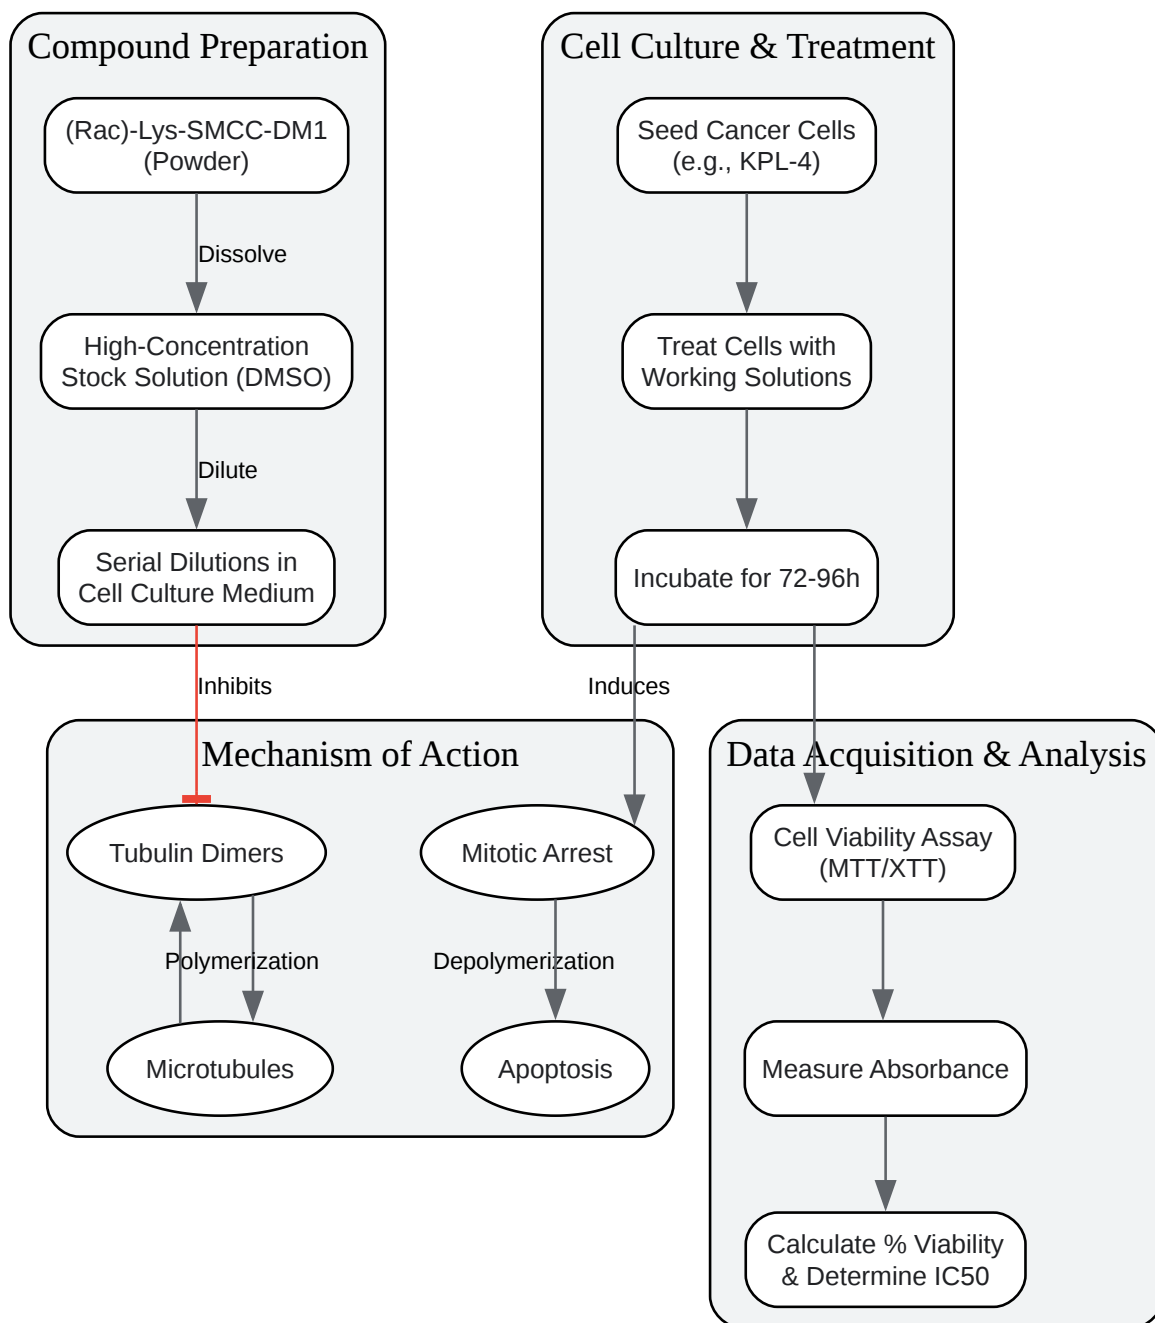 Compound Preparation
(Rac)-Lys-SMCC-DM1
(Powder)
Dissolve
High-Concentration
Stock Solution (DMSO)
Dilute
Serial Dilutions in
Cell Culture Medium
Cell Culture & Treatment
Seed Cancer Cells
(e.g., KPL-4)
Treat Cells with
Working Solutions
Incubate for 72-96h
Inhibits
Induces
Mechanism of Action
Tubulin Dimers
Mitotic Arrest
Polymerization
Depolymerization
Microtubules
Apoptosis
Data Acquisition & Analysis
Cell Viability Assay
(MTT/XTT)
Measure Absorbance
Calculate % Viability
& Determine IC50